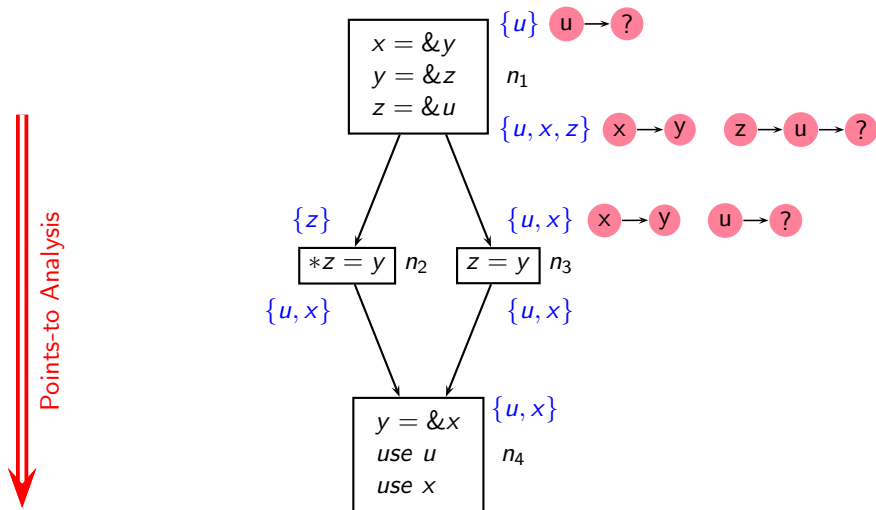 {u} u ?
x = &y
y = &z n₁
z = &u
{u, x, z} x y z u ?
{z} {u, x} x y u ?
*z = y n₂ z = y n₃
{u, x} {u, x}
y = &x {u, x}
use u n₄
use x
Points-to Analysis